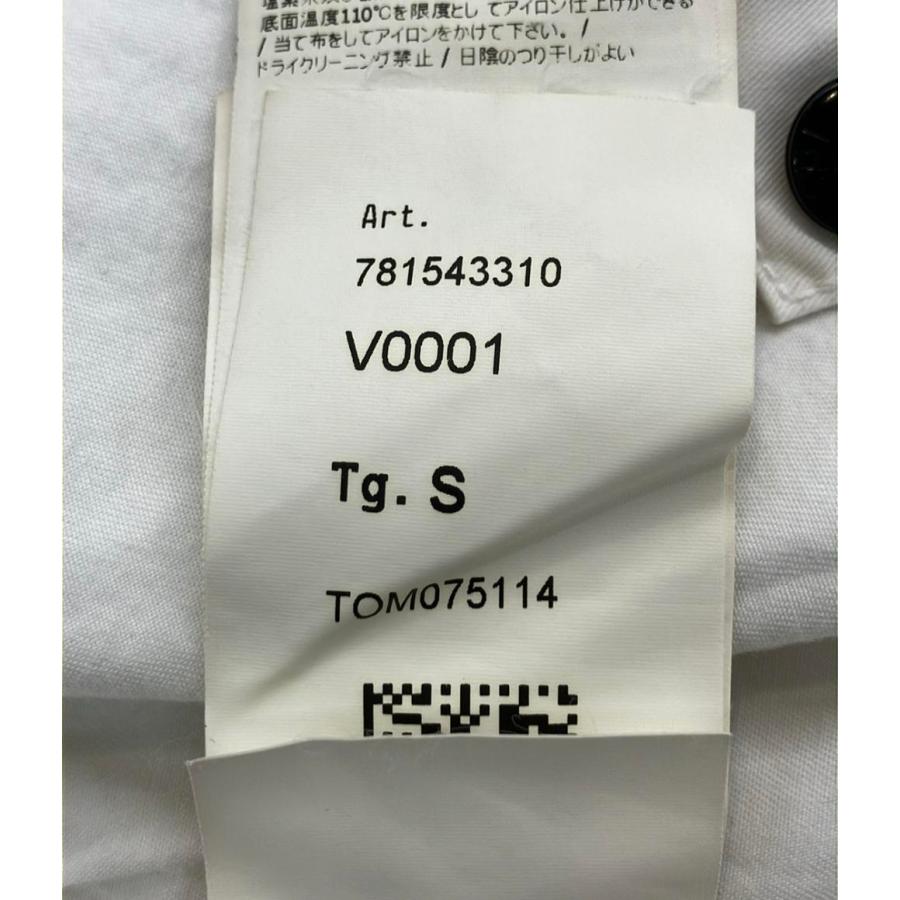 底面温度110℃を限度としてアイロン仕上げができる
/ 当て布をしてアイロンをかけて下さい。 /
ドライクリーニング禁止 / 日陰のつり干しがよい
Art.
781543310
V0001
Tg. S
TOM075114